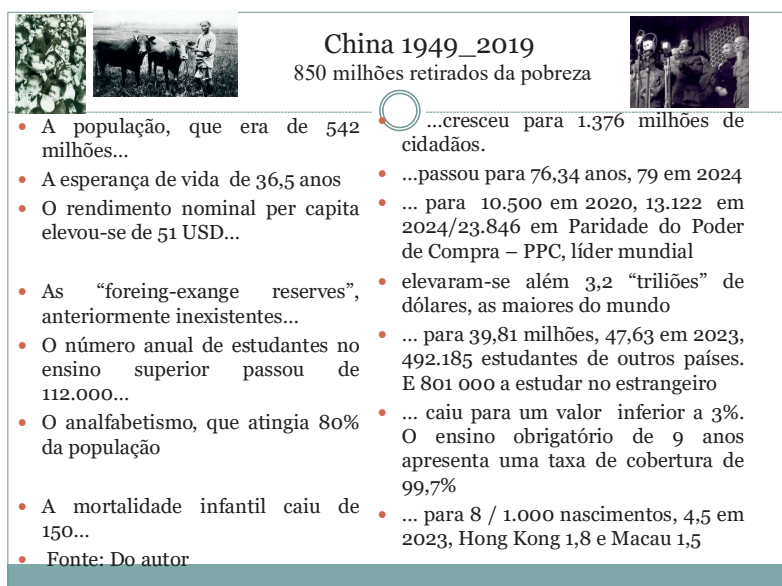 China 1949_2019
850 milhões retirados da pobreza
A população, que era de 542
milhões...
A esperança de vida de 36,5 anos
O rendimento nominal per capita
elevou-se de 51 USD...
As “foreing-exange reserves”,
anteriormente inexistentes...
O número anual de estudantes no
ensino superior passou de
112.000...
O analfabetismo, que atingia 80%
da população
A mortalidade infantil caiu de
150...
Fonte: Do autor
...cresceu para 1.376 milhões de
cidadãos.
...passou para 76,34 anos, 79 em 2024
... para 10.500 em 2020, 13.122 em
2024/23.846 em Paridade do Poder
de Compra – PPC, líder mundial
elevaram-se além 3,2 “triliões” de
dólares, as maiores do mundo
... para 39,81 milhões, 47,63 em 2023,
492.185 estudantes de outros países.
E 801 000 a estudar no estrangeiro
... caiu para um valor inferior a 3%.
O ensino obrigatório de 9 anos
apresenta uma taxa de cobertura de
99,7%
... para 8 / 1.000 nascimentos, 4,5 em
2023, Hong Kong 1,8 e Macau 1,5